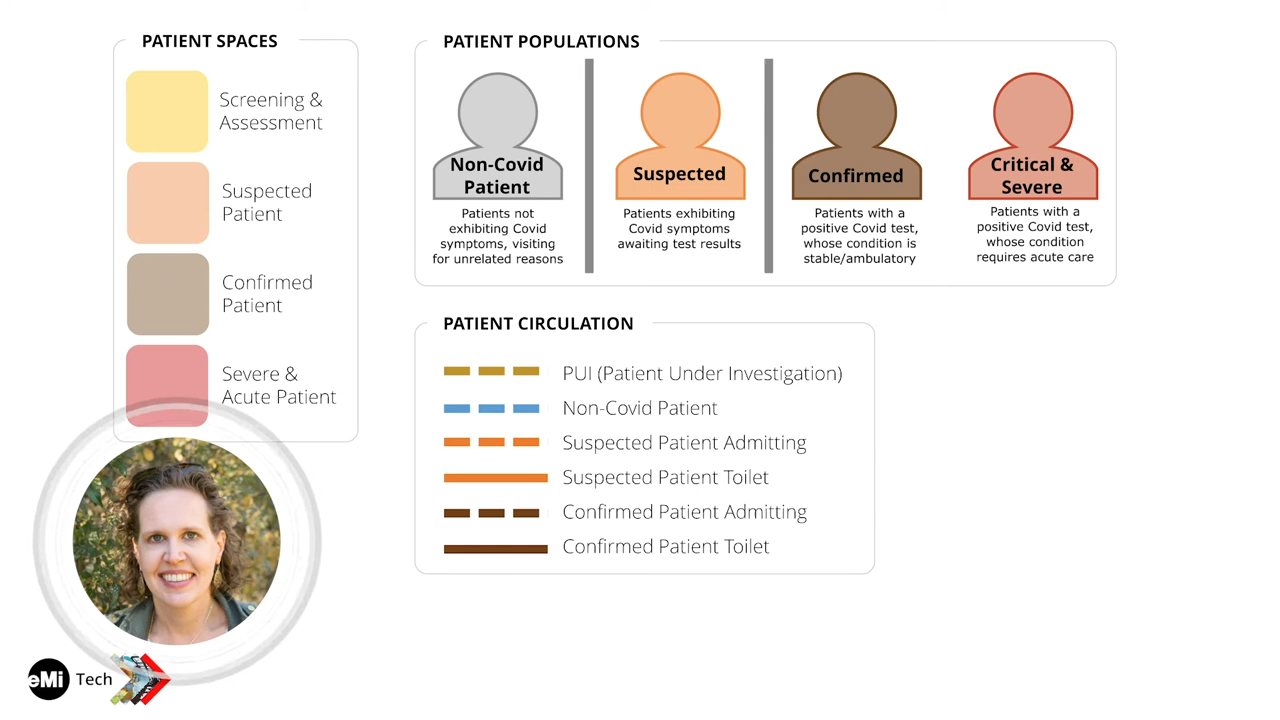 PATIENT SPACES
Screening &
Assessment
Suspected
Patient
Confirmed
Patient
Severe &
Acute Patient
PATIENT POPULATIONS
Non-Covid
Patient
Patients not
exhibiting Covid
symptoms, visiting
for unrelated reasons
Suspected
Patients exhibiting
Covid symptoms
awaiting test results
Confirmed
Patients with a
positive Covid test,
whose condition is
stable/ambulatory
Critical &
Severe
Patients with a
positive Covid test,
whose condition
requires acute care
PATIENT CIRCULATION
PUI (Patient Under Investigation)
Non-Covid Patient
Suspected Patient Admitting
Suspected Patient Toilet
Confirmed Patient Admitting
Confirmed Patient Toilet
eMi Tech